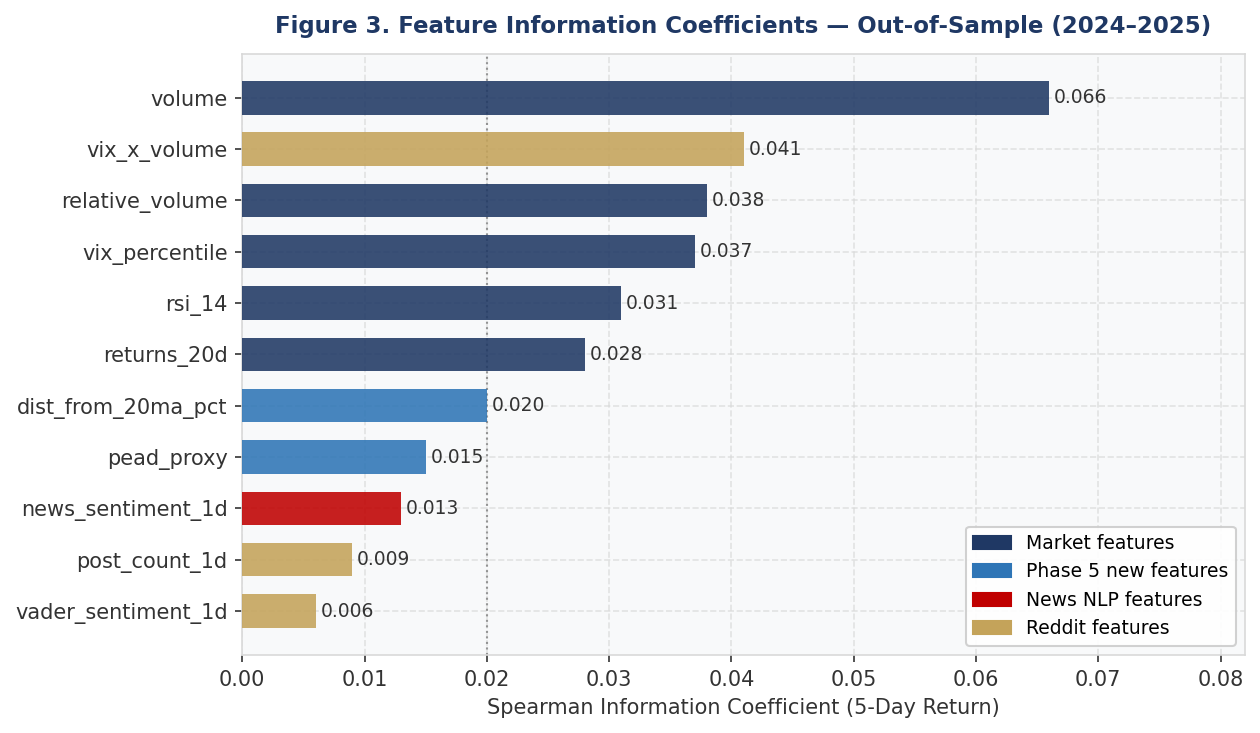 Figure 3. Feature Information Coefficients — Out-of-Sample (2024–2025)
volume 0.066
vix_x_volume 0.041
relative_volume 0.038
vix_percentile 0.037
rsi_14 0.031
returns_20d 0.028
dist_from_20ma_pct 0.020
pead_proxy 0.015
news_sentiment_1d 0.013
post_count_1d 0.009
vader_sentiment_1d 0.006
Market features
Phase 5 new features
News NLP features
Reddit features
0.00 0.01 0.02 0.03 0.04 0.05 0.06 0.07 0.08
Spearman Information Coefficient (5-Day Return)